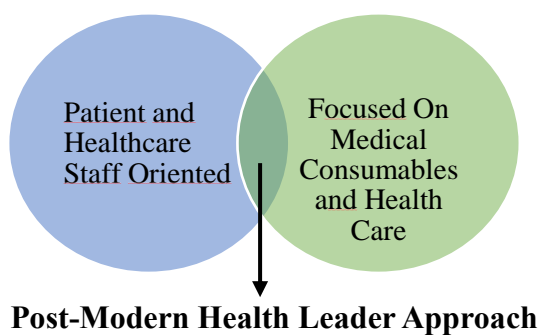 Patient and
Healthcare
Staff Oriented
Focused On
Medical
Consumables
and Health
Care
Post-Modern Health Leader Approach